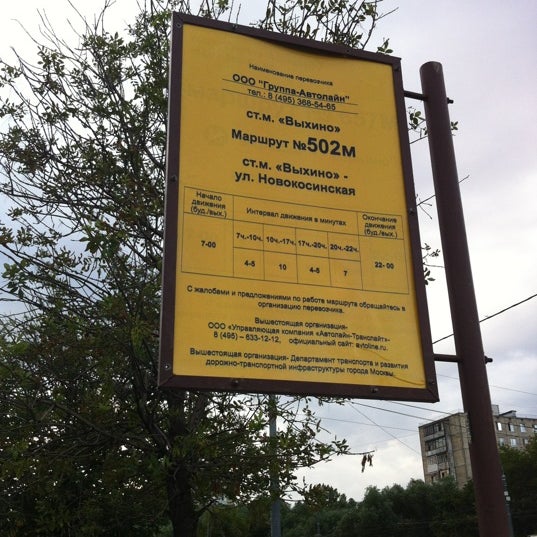 Наименование перевозчика
ООО "Группа-Автолайн"
тел.: 8 (495) 368-54-65
ст.м. «Выхино»
Маршрут №502м
ст.м. «Выхино» -
ул. Новокосинская
Начало движения (буд./вых.) Интервал движения в минутах Окончание движения (буд./вых.)
7-00 7ч.-10ч. 10ч.-17ч. 17ч.-20ч. 20ч.-22ч. 22- 00
4-5 10 4-5 7
С жалобами и предложениями по работе маршрута обращайтесь в
организацию перевозчика.
Вышестоящая организация-
ООО «Управляющая компания «Автолайн-Транслайт»
8 (495) – 633-12-12, официальный сайт: avtoline.ru.
Вышестоящая организация- Департамент транспорта и развития
дорожно-транспортной инфраструктуры города Москвы.